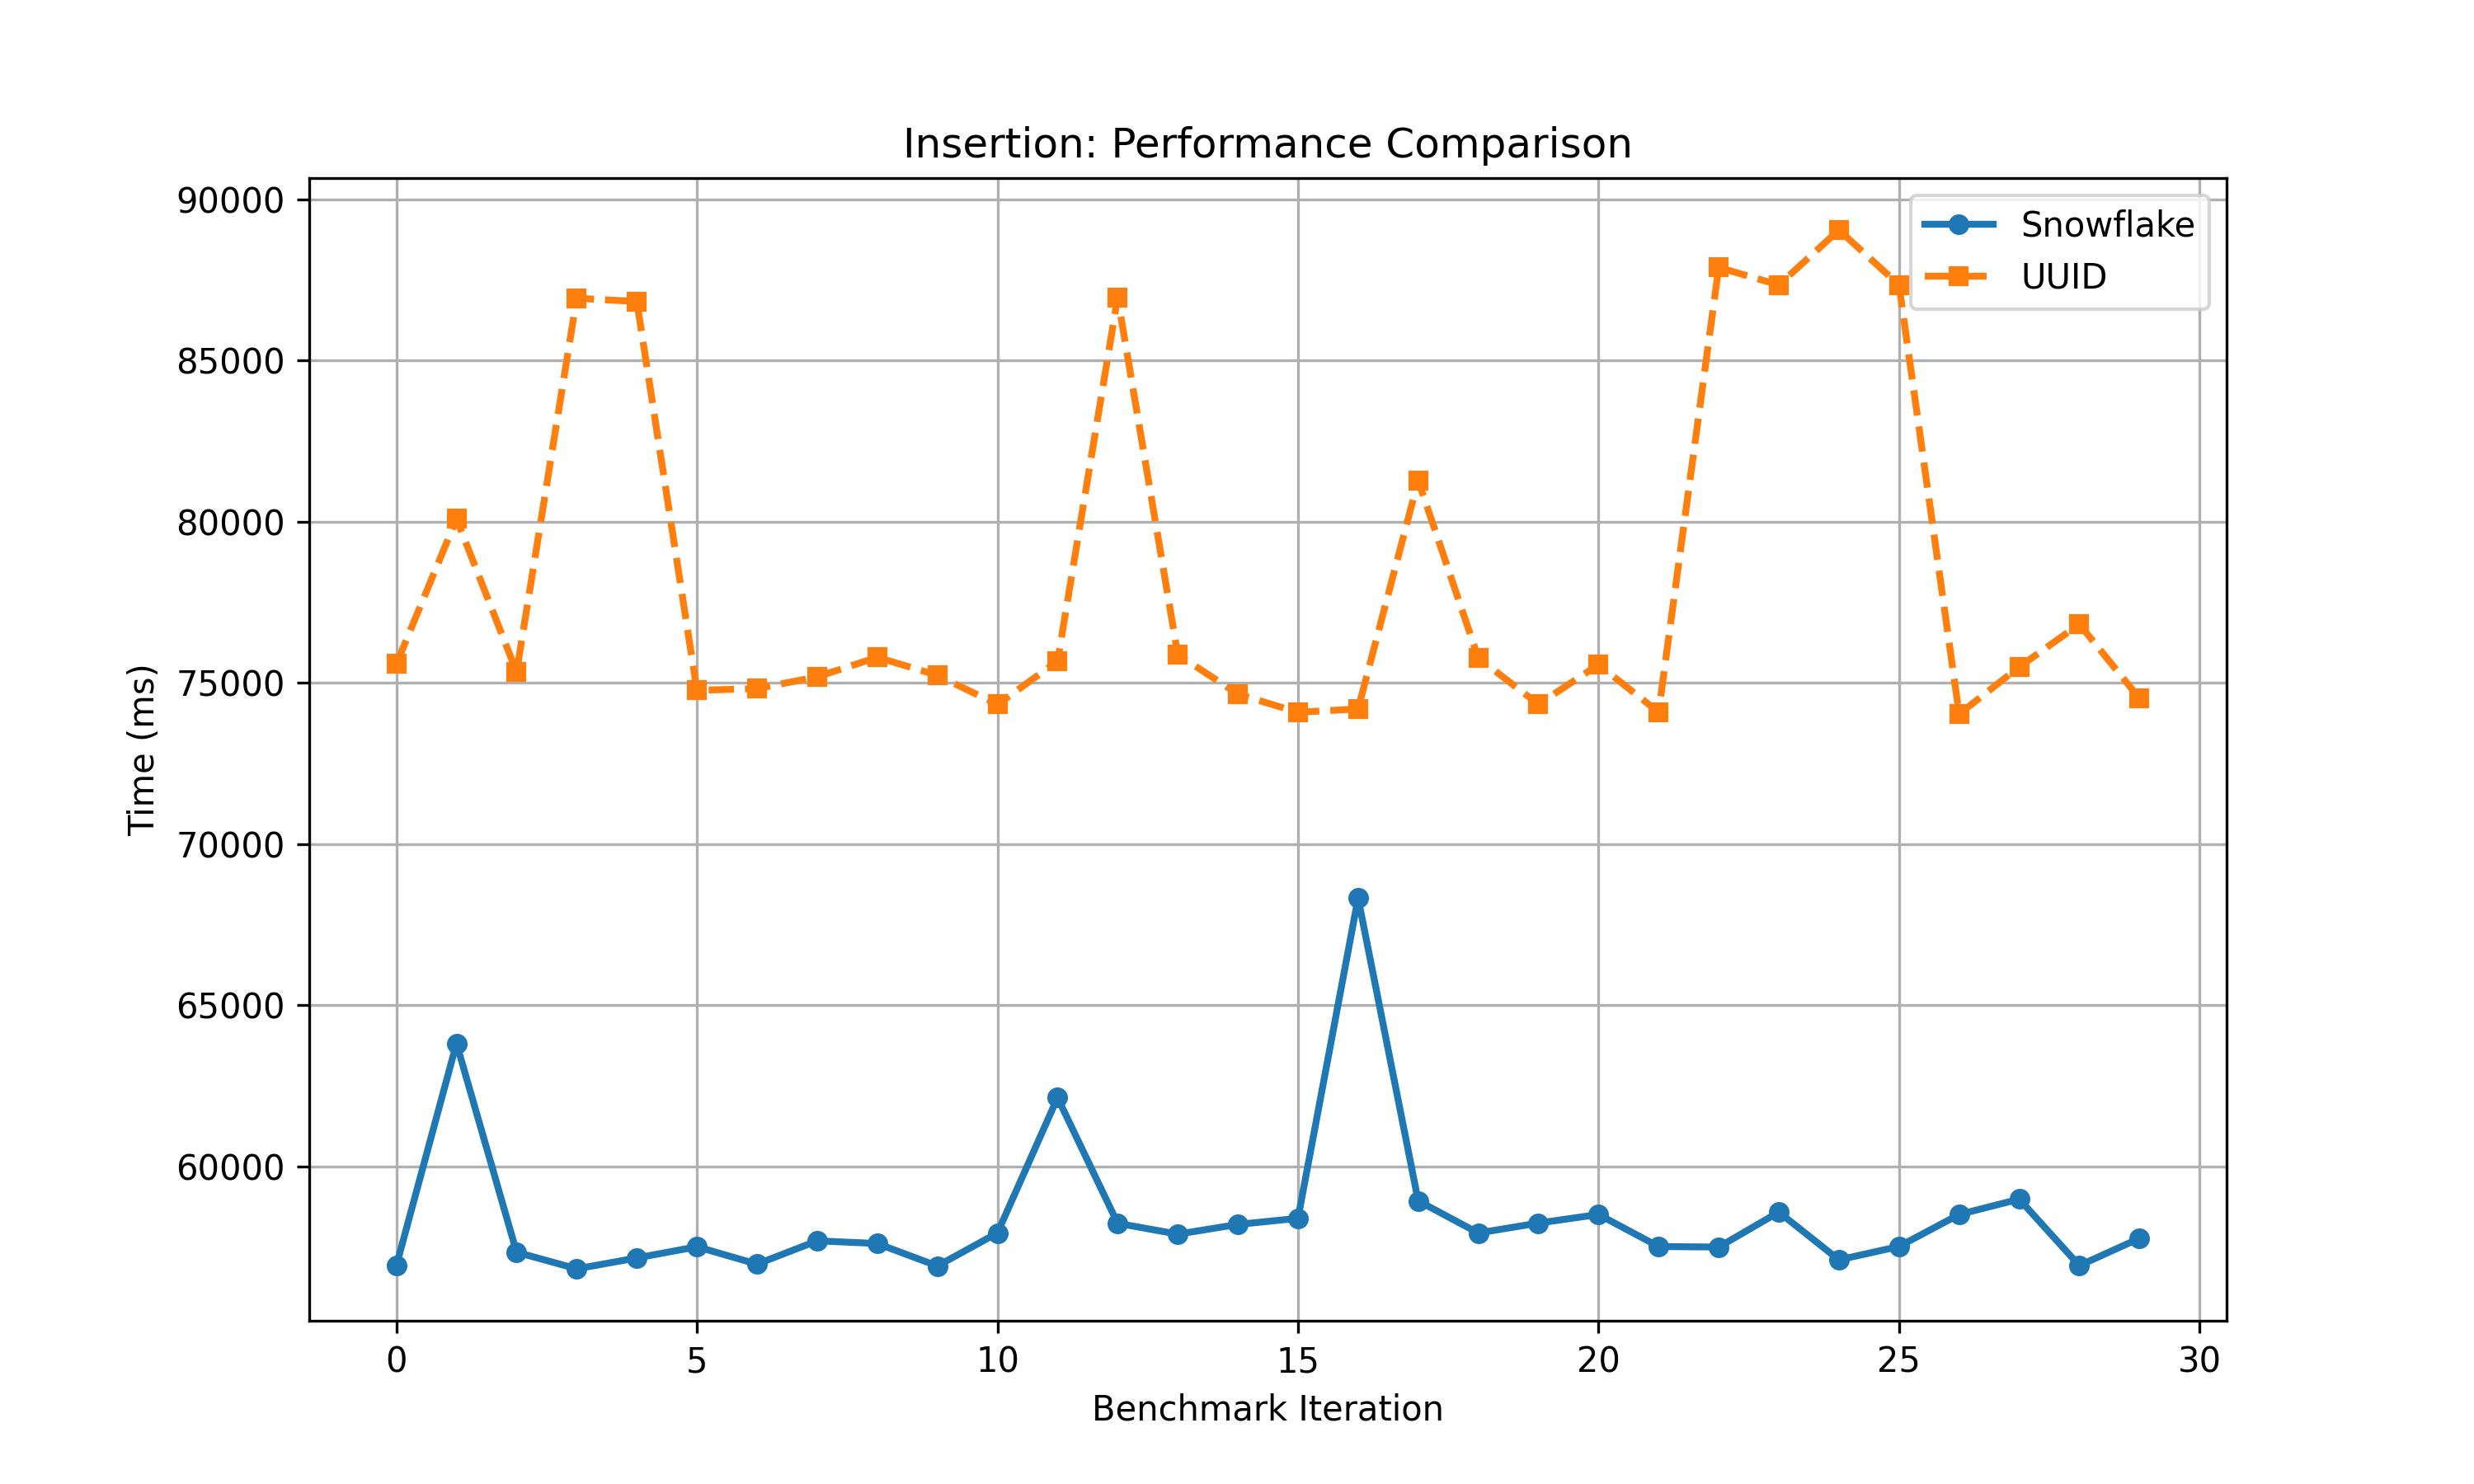 Insertion: Performance Comparison
Snowflake
UUID
Time (ms)
90000
85000
80000
75000
70000
65000
60000
0 5 10 15 20 25 30
Benchmark Iteration